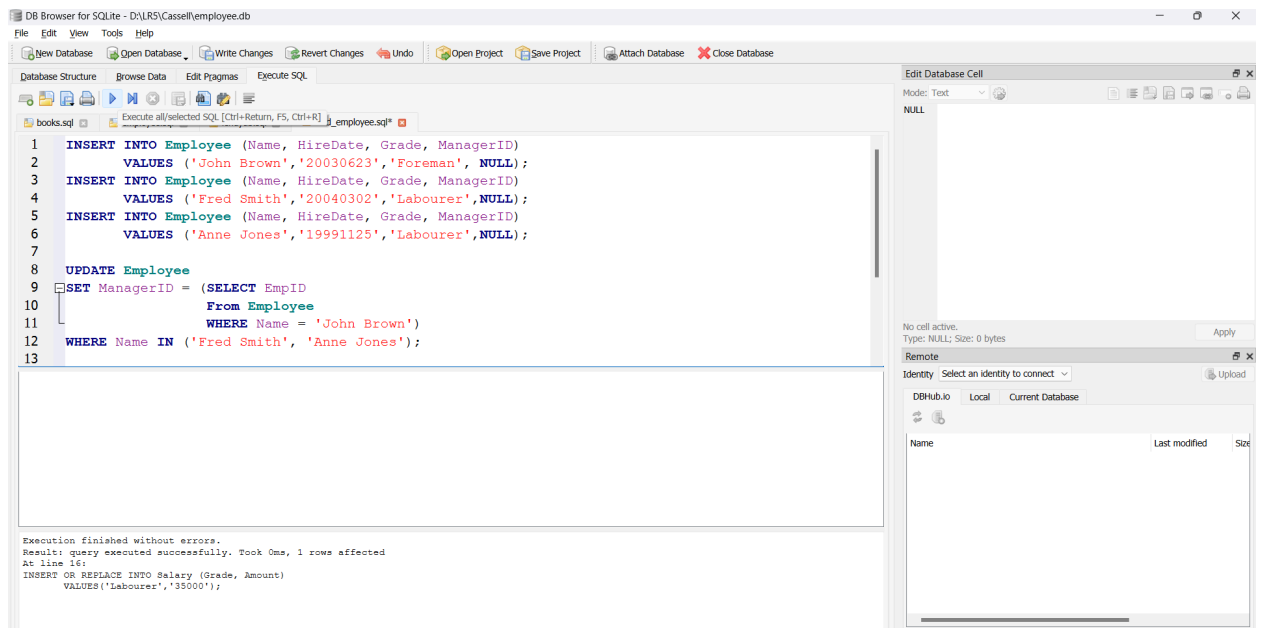 DB Browser for SQLite - D:\LR5\Cassell\employee.db
File Edit View Tools Help
New Database Open Database Write Changes Revert Changes Undo Open Project Save Project Attach Database Close Database
Database Structure Browse Data Edit Pragmas Execute SQL
books.sql
Execute all/selected SQL [Ctrl+Return, F5, Ctrl+R]
d_employee.sql*
1 INSERT INTO Employee (Name, HireDate, Grade, ManagerID)
2 VALUES ('John Brown','20030623','Foreman', NULL);
3 INSERT INTO Employee (Name, HireDate, Grade, ManagerID)
4 VALUES ('Fred Smith','20040302','Labourer',NULL);
5 INSERT INTO Employee (Name, HireDate, Grade, ManagerID)
6 VALUES ('Anne Jones','19991125','Labourer',NULL);
7
8 UPDATE Employee
9 SET ManagerID = (SELECT EmpID
10 From Employee
11 WHERE Name = 'John Brown')
12 WHERE Name IN ('Fred Smith', 'Anne Jones');
13
Execution finished without errors.
Result: query executed successfully. Took 0ms, 1 rows affected
At line 16:
INSERT OR REPLACE INTO Salary (Grade, Amount)
VALUES('Labourer','35000');
Edit Database Cell
Mode: Text
NULL
No cell active.
Type: NULL; Size: 0 bytes
Apply
Remote
Identity Select an identity to connect Upload
DBHub.io Local Current Database
Name Last modified Size